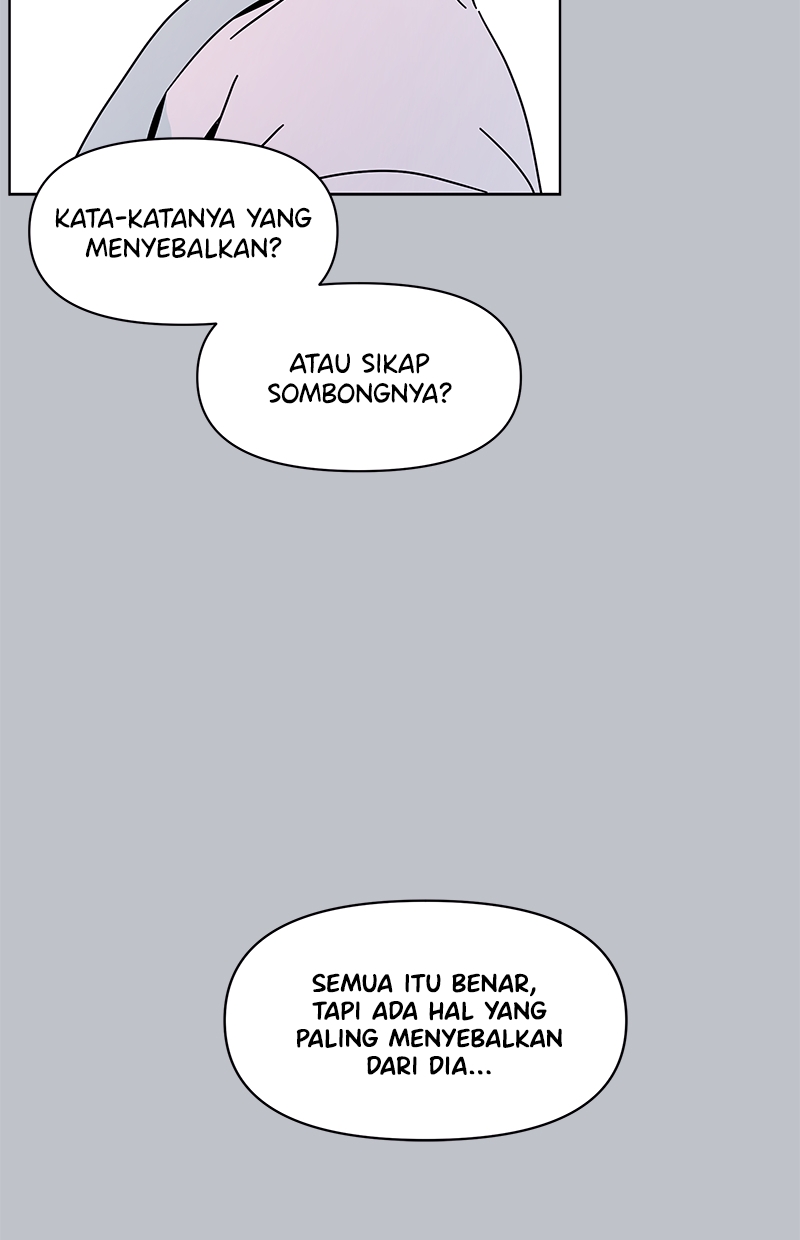 KATA-KATANYA YANG
MENYEBALKAN?
ATAU SIKAP
SOMBONGNYA?
SEMUA ITU BENAR,
TAPI ADA HAL YANG
PALING MENYEBALKAN
DARI DIA...